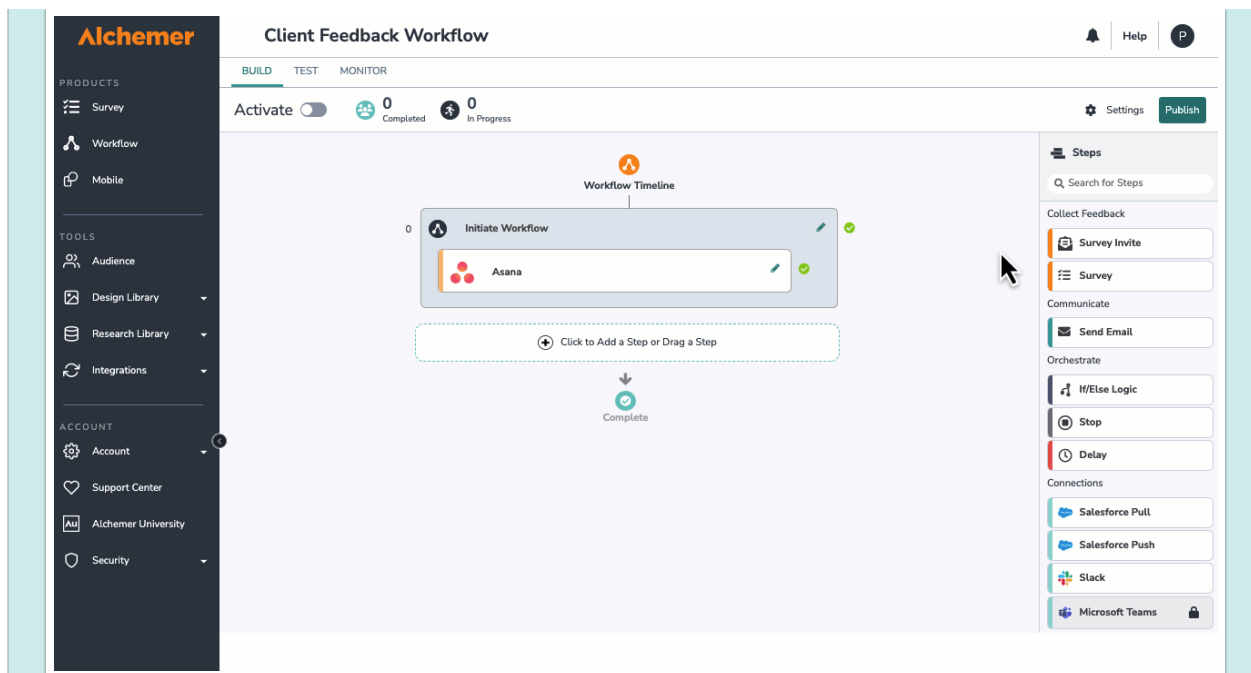 Alchemer
Client Feedback Workflow
Help
P
PRODUCTS
Survey
Workflow
Mobile
TOOLS
Audience
Design Library
Research Library
Integrations
ACCOUNT
Account
Support Center
Au
Alchemer University
Security
BUILD TEST MONITOR
Activate
0
Completed
0
In Progress
Settings
Publish
Workflow Timeline
0
Initiate Workflow
Asana
Click to Add a Step or Drag a Step
Complete
Steps
Search for Steps
Collect Feedback
Survey Invite
Survey
Communicate
Send Email
Orchestrate
If/Else Logic
Stop
Delay
Connections
Salesforce Pull
Salesforce Push
Slack
Microsoft Teams